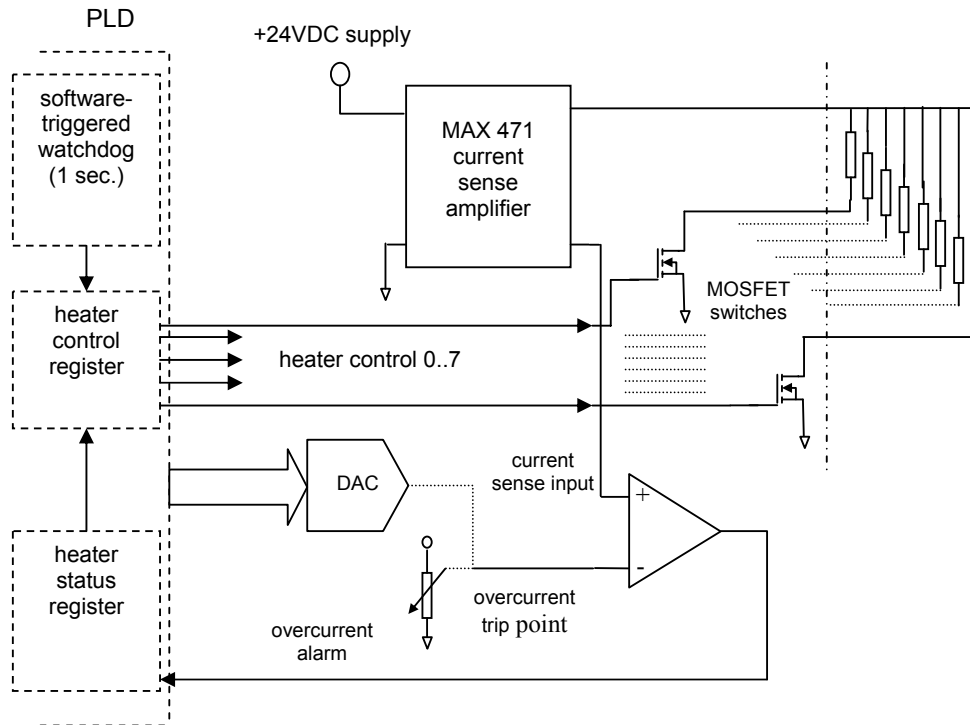 PLD
+24VDC supply
software-
triggered
watchdog
(1 sec.)
MAX 471
current
sense
amplifier
heater
control
register
MOSFET
switches
heater control 0..7
DAC
current
sense input
+
-
heater
status
register
overcurrent
trip point
overcurrent
alarm